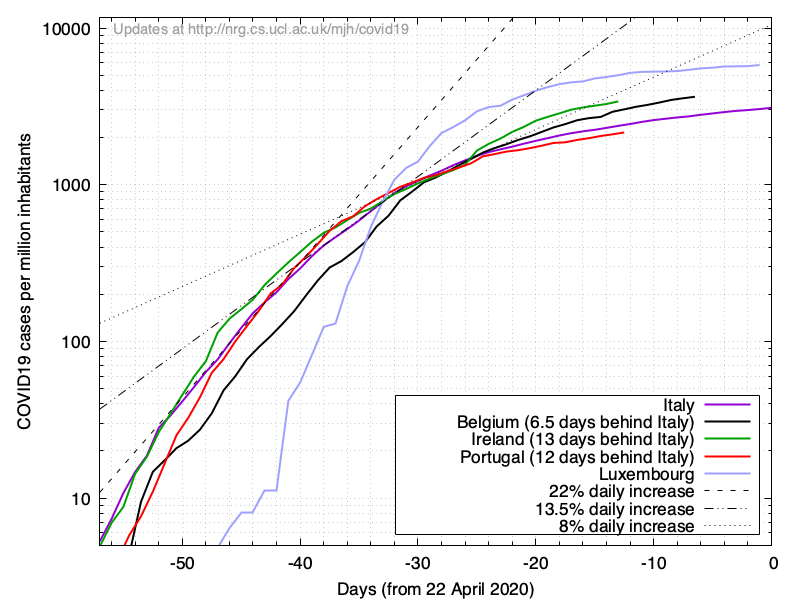 Updates at http://nrg.cs.ucl.ac.uk/mjh/covid19
10000
1000
100
10
COVID19 cases per million inhabitants
Italy
Belgium (6.5 days behind Italy)
Ireland (13 days behind Italy)
Portugal (12 days behind Italy)
Luxembourg
22% daily increase
13.5% daily increase
8% daily increase
-50 -40 -30 -20 -10 0
Days (from 22 April 2020)